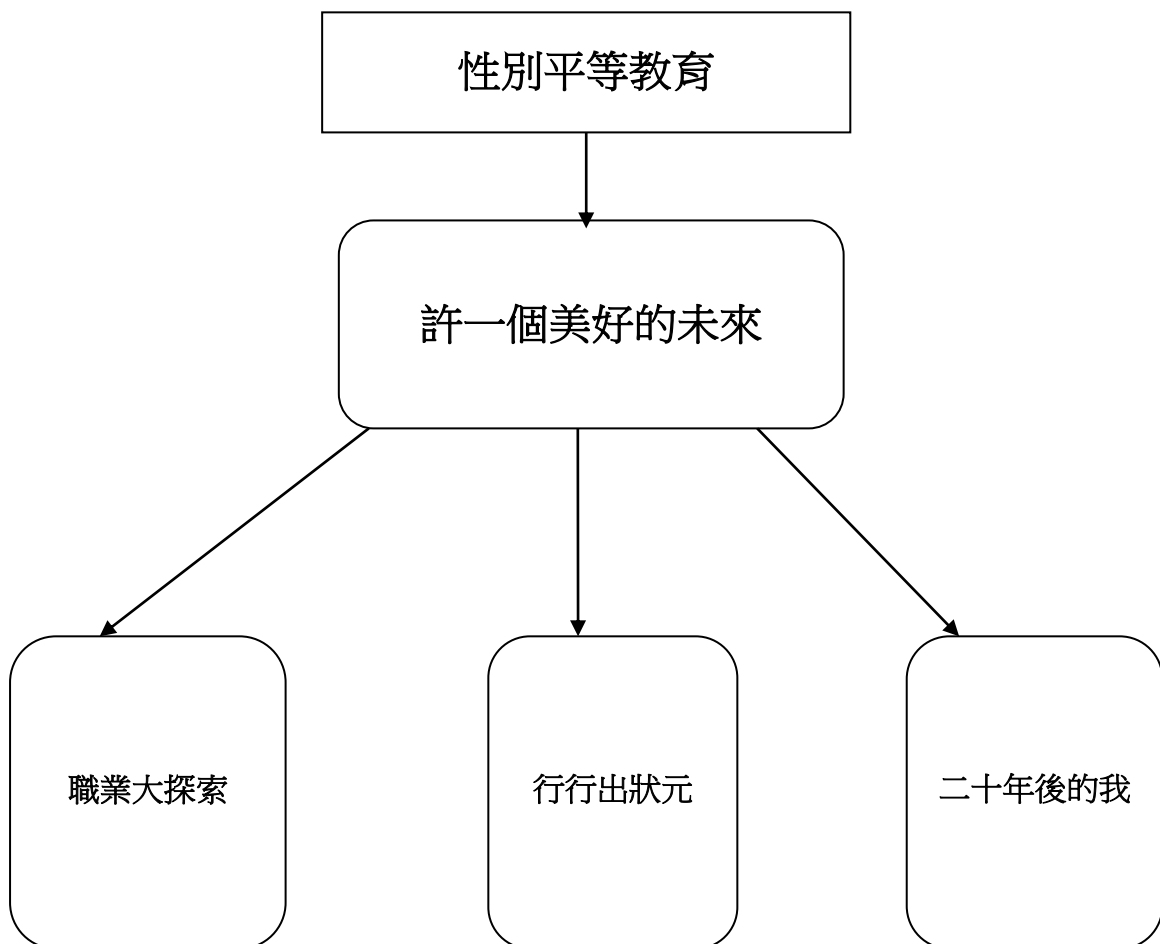 性別平等教育
許一個美好的未來
職業大探索
行行出狀元
二十年後的我